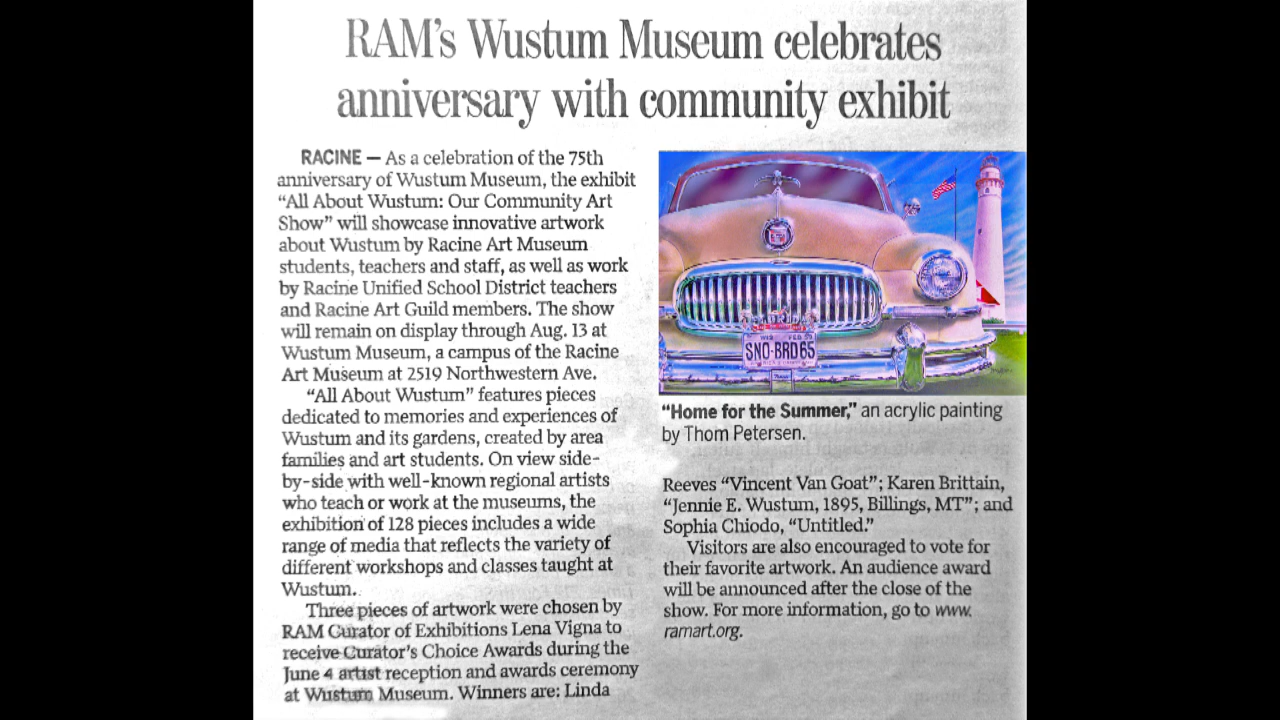 RAM's Wustum Museum celebrates
anniversary with community exhibit
RACINE — As a celebration of the 75th
anniversary of Wustum Museum, the exhibit
“All About Wustum: Our Community Art
Show” will showcase innovative artwork
about Wustum by Racine Art Museum
students, teachers and staff, as well as work
by Racine Unified School District teachers
and Racine Art Guild members. The show
will remain on display through Aug. 13 at
Wustum Museum, a campus of the Racine
Art Museum at 2519 Northwestern Ave.
“All About Wustum” features pieces
dedicated to memories and experiences of
Wustum and its gardens, created by area
families and art students. On view side-
by-side with well-known regional artists
who teach or work at the museums, the
exhibition of 128 pieces includes a wide
range of media that reflects the variety of
different workshops and classes taught at
Wustum.
Three pieces of artwork were chosen by
RAM Curator of Exhibitions Lena Vigna to
receive Curator's Choice Awards during the
June 4 artist reception and awards ceremony
at Wustum Museum. Winners are: Linda
SNO-BRD65
“Home for the Summer,” an acrylic painting
by Thom Petersen.
Reeves “Vincent Van Goat”; Karen Brittain,
“Jennie E. Wustum, 1895, Billings, MT”; and
Sophia Chiodo, “Untitled.”
Visitors are also encouraged to vote for
their favorite artwork. An audience award
will be announced after the close of the
show. For more information, go to www.
ramart.org.